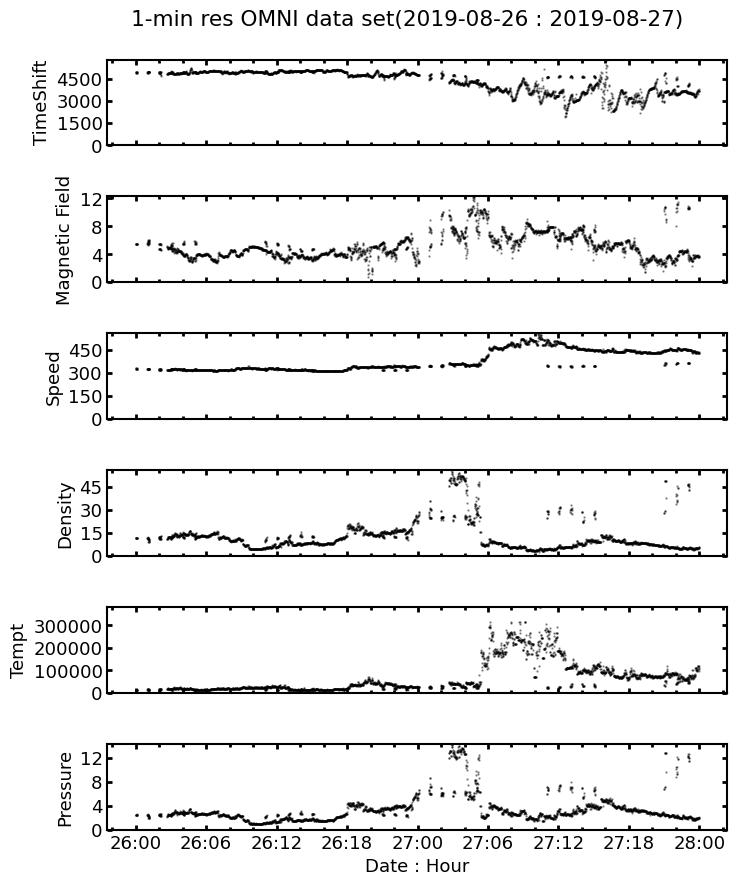 1-min res OMNI data set(2019-08-26 : 2019-08-27)
TimeShift
4500
3000
1500
0
Magnetic Field
12
8
4
0
Speed
450
300
150
0
Density
45
30
15
0
Tempt
300000
200000
100000
0
Pressure
12
8
4
0
26:00 26:06 26:12 26:18 27:00 27:06 27:12 27:18 28:00
Date : Hour